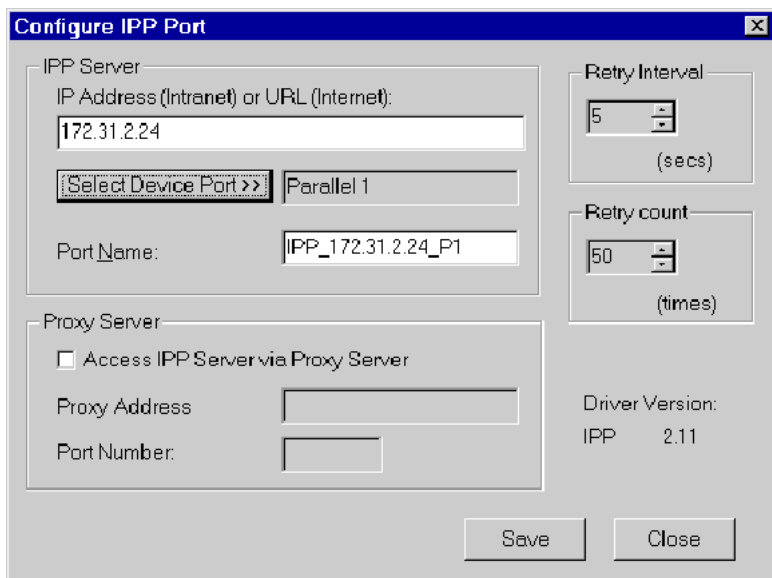 Configure IPP Port
IPP Server
IP Address (Intranet) or URL (Internet):
172.31.2.24
Select Device Port >> Parallel 1
Port Name: IPP_172.31.2.24_P1
Retry Interval
5
(secs)
Retry count
50
(times)
Proxy Server
Access IPP Server via Proxy Server
Proxy Address
Port Number:
Driver Version:
IPP 2.11
Save Close